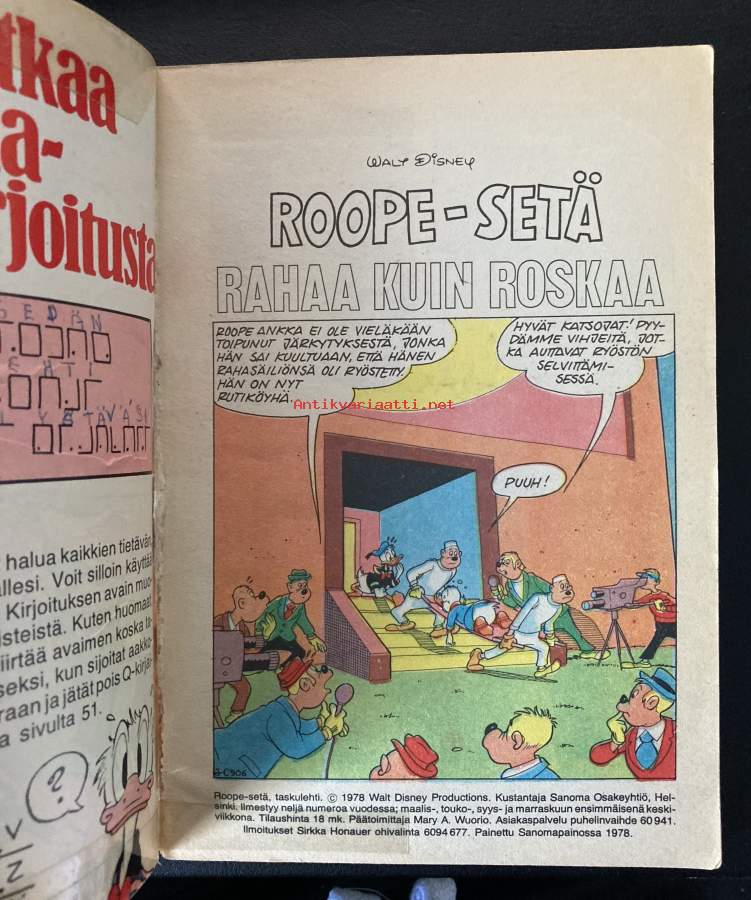 tkaa
a-
rjoitusta
E D Ä N
H T I
L Y S T Ä V Ä S I
halua kaikkien tietävän
allesi. Voit silloin käyttää
Kirjoituksen avain muo-
isteistä. Kuten huomaat
iirtää avaimen koska ta-
seksi, kun sijoitat aakko-
raan ja jätät pois Q-kirja-
a sivulta 51.
?
V
Z
WALT DISNEY
ROOPE-SETÄ
RAHAA KUIN ROSKAA
ROOPE ANKKA EI OLE VIELÄKÄÄN
TOIPUNUT JÄRKYTYKSESTÄ, JONKA
HÄN SAI KUULTUAAN, ETTÄ HÄNEN
RAHASÄILIÖNSÄ OLI RYÖSTETTY.
HÄN ON NYT
RUTIKÖYHÄ.
HYVÄT KATSOJAT! PYY-
DÄMME VIHJEITÄ, JOT-
KA AUTTAVAT RYÖSTÖN
SELVITTÄMI-
SESSÄ.
Antikvariaatti.net
PUUH!
Roope-setä, taskulehti. © 1978 Walt Disney Productions. Kustantaja Sanoma Osakeyhtiö, Hel-
sinki. Ilmestyy neljä numeroa vuodessa; maalis-, touko-, syys- ja marraskuun ensimmäisenä keski-
viikkona. Tilaushinta 18 mk. Päätoimittaja Mary A. Wuorio. Asiakaspalvelu puhelinvaihde 60 941.
Ilmoitukset Sirkka Honauer ohivalinta 6094 677. Painettu Sanomapainossa 1978.